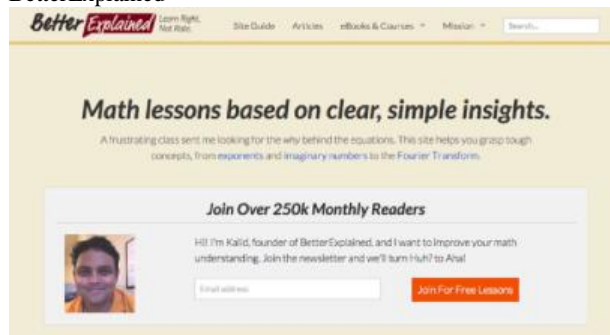 BetterExplained
Better Explained Learn Right, Not Rote. Site Guide Articles eBooks & Courses Mission Search...
Math lessons based on clear, simple insights.
A frustrating class sent me looking for the why behind the equations. This site helps you grasp tough
concepts, from exponents and imaginary numbers to the Fourier Transform.
Join Over 250k Monthly Readers
Hi! I'm Kalid, founder of BetterExplained, and I want to improve your math
understanding. Join the newsletter and we'll turn Huh? to Aha!
Email address Join For Free Lessons